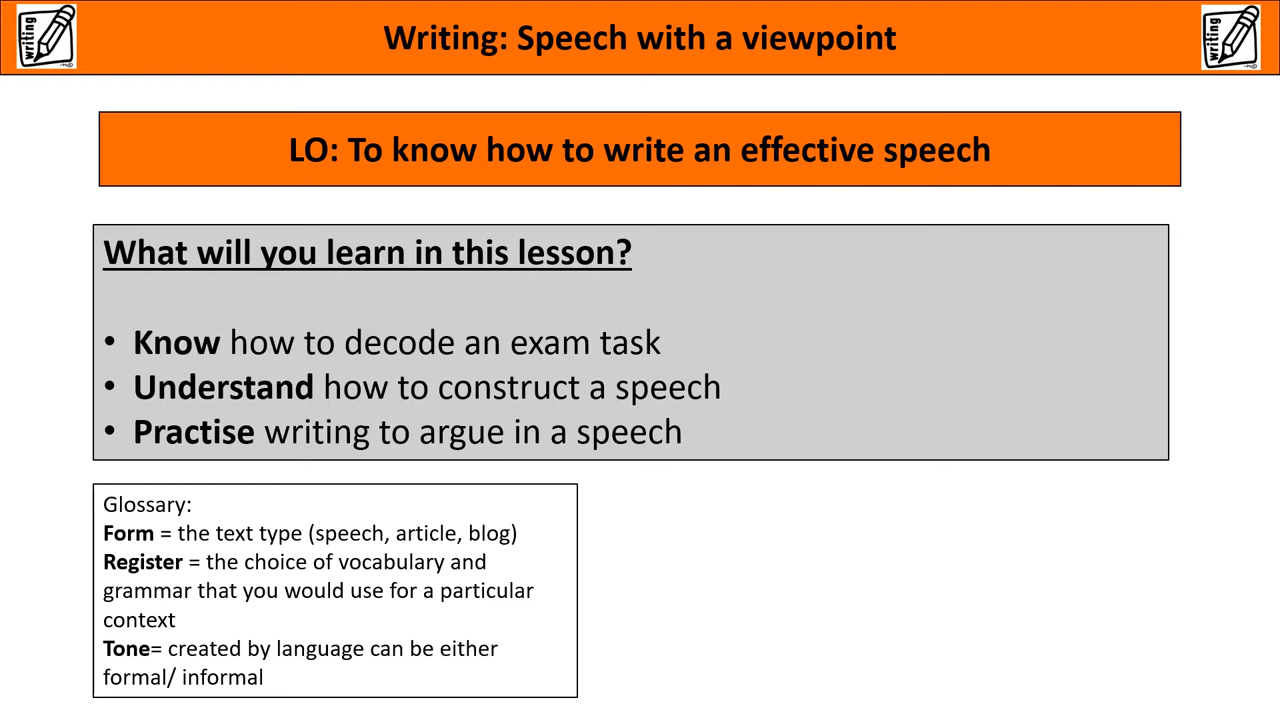 writing
Writing: Speech with a viewpoint
writing
LO: To know how to write an effective speech
What will you learn in this lesson?
• Know how to decode an exam task
• Understand how to construct a speech
• Practise writing to argue in a speech
Glossary:
Form = the text type (speech, article, blog)
Register = the choice of vocabulary and
grammar that you would use for a particular
context
Tone= created by language can be either
formal/ informal